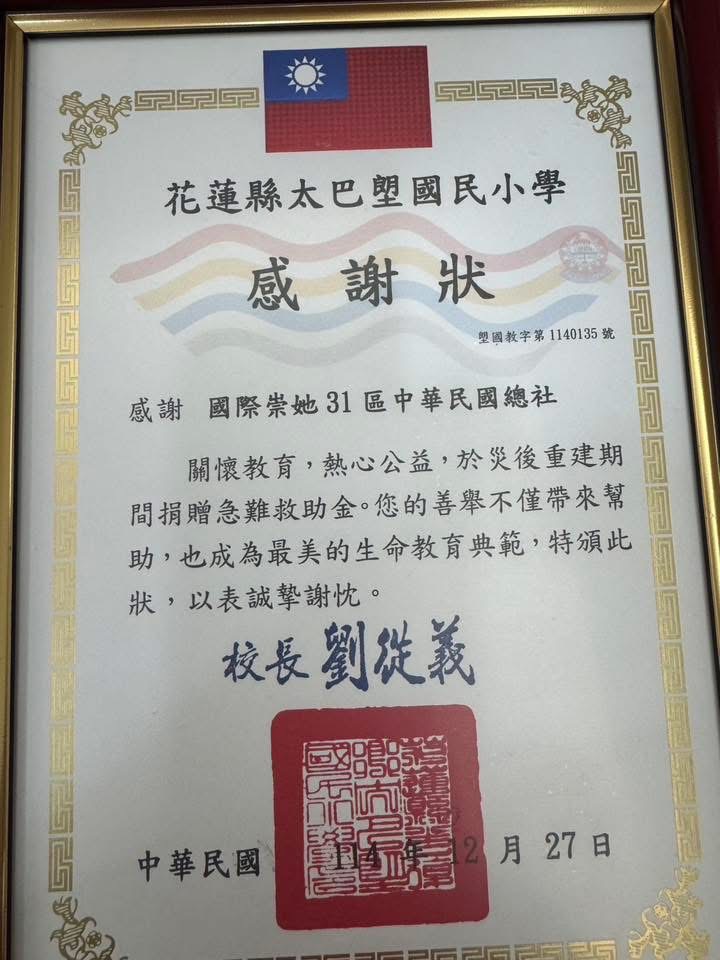 花蓮縣太巴塱國民小學
感謝狀
塱國教字第1140135號
感謝 國際崇她31區中華民國總社
關懷教育，熱心公益，於災後重建期
間捐贈急難救助金。您的善舉不僅帶來幫
助，也成為最美的生命教育典範，特頒此
狀，以表誠摯謝忱。
校長 劉從義
中華民國 114 年 12 月 27 日